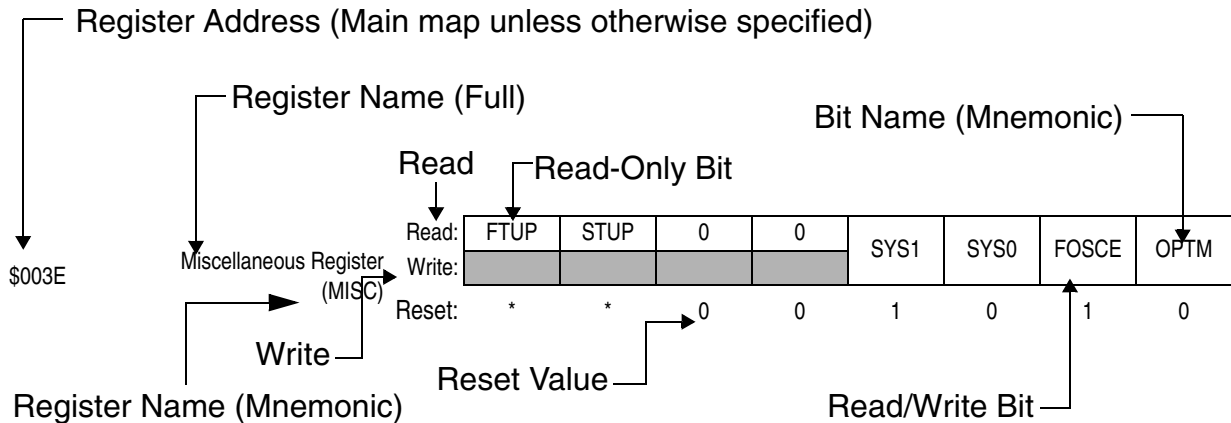 Register Address (Main map unless otherwise specified)
Register Name (Full)
Bit Name (Mnemonic)
Read
Read-Only Bit
Read: FTUP STUP 0 0 SYS1 SYS0 FOSCE OPTM
$003E Miscellaneous Register Write:
(MISC)
Reset: * * 0 0 1 0 1 0
Write
Reset Value
Register Name (Mnemonic)
Read/Write Bit